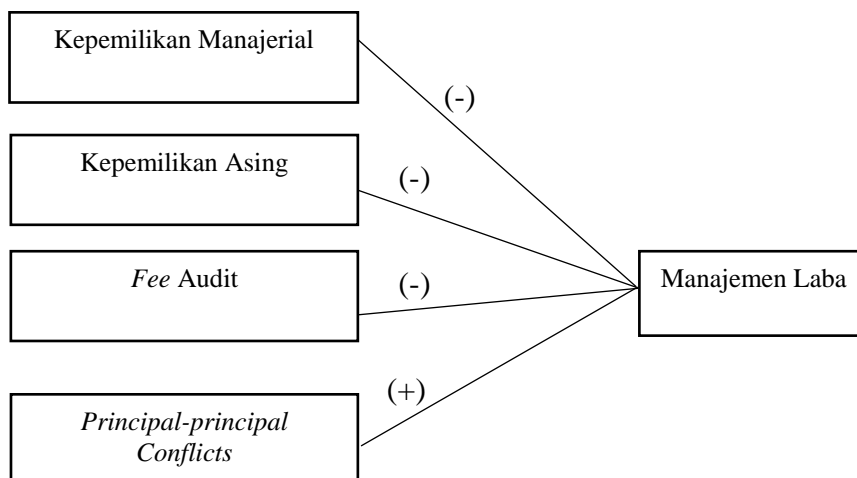 Kepemilikan Manajerial
(-)
Kepemilikan Asing
(-)
Fee Audit
(-)
Manajemen Laba
(+)
Principal-principal
Conflicts